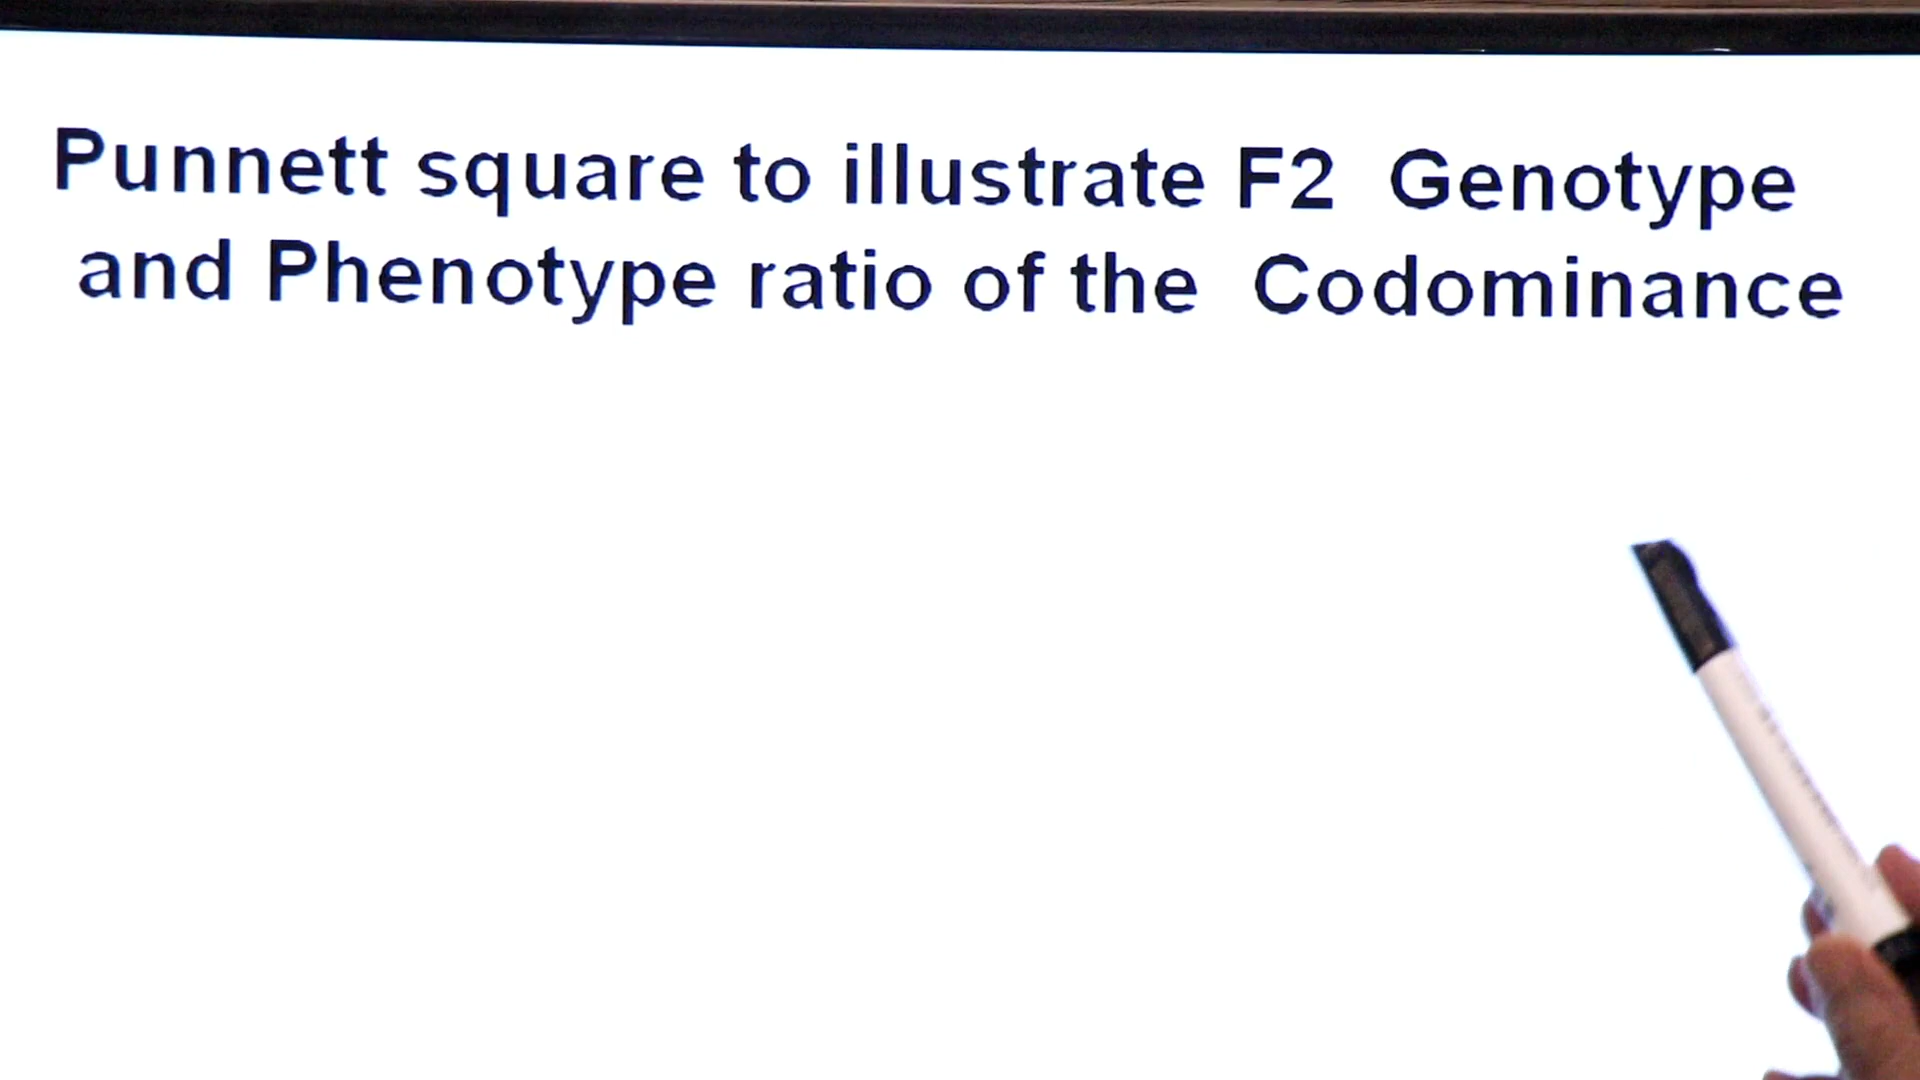 Punnett square to illustrate F2 Genotype
and Phenotype ratio of the Codominance